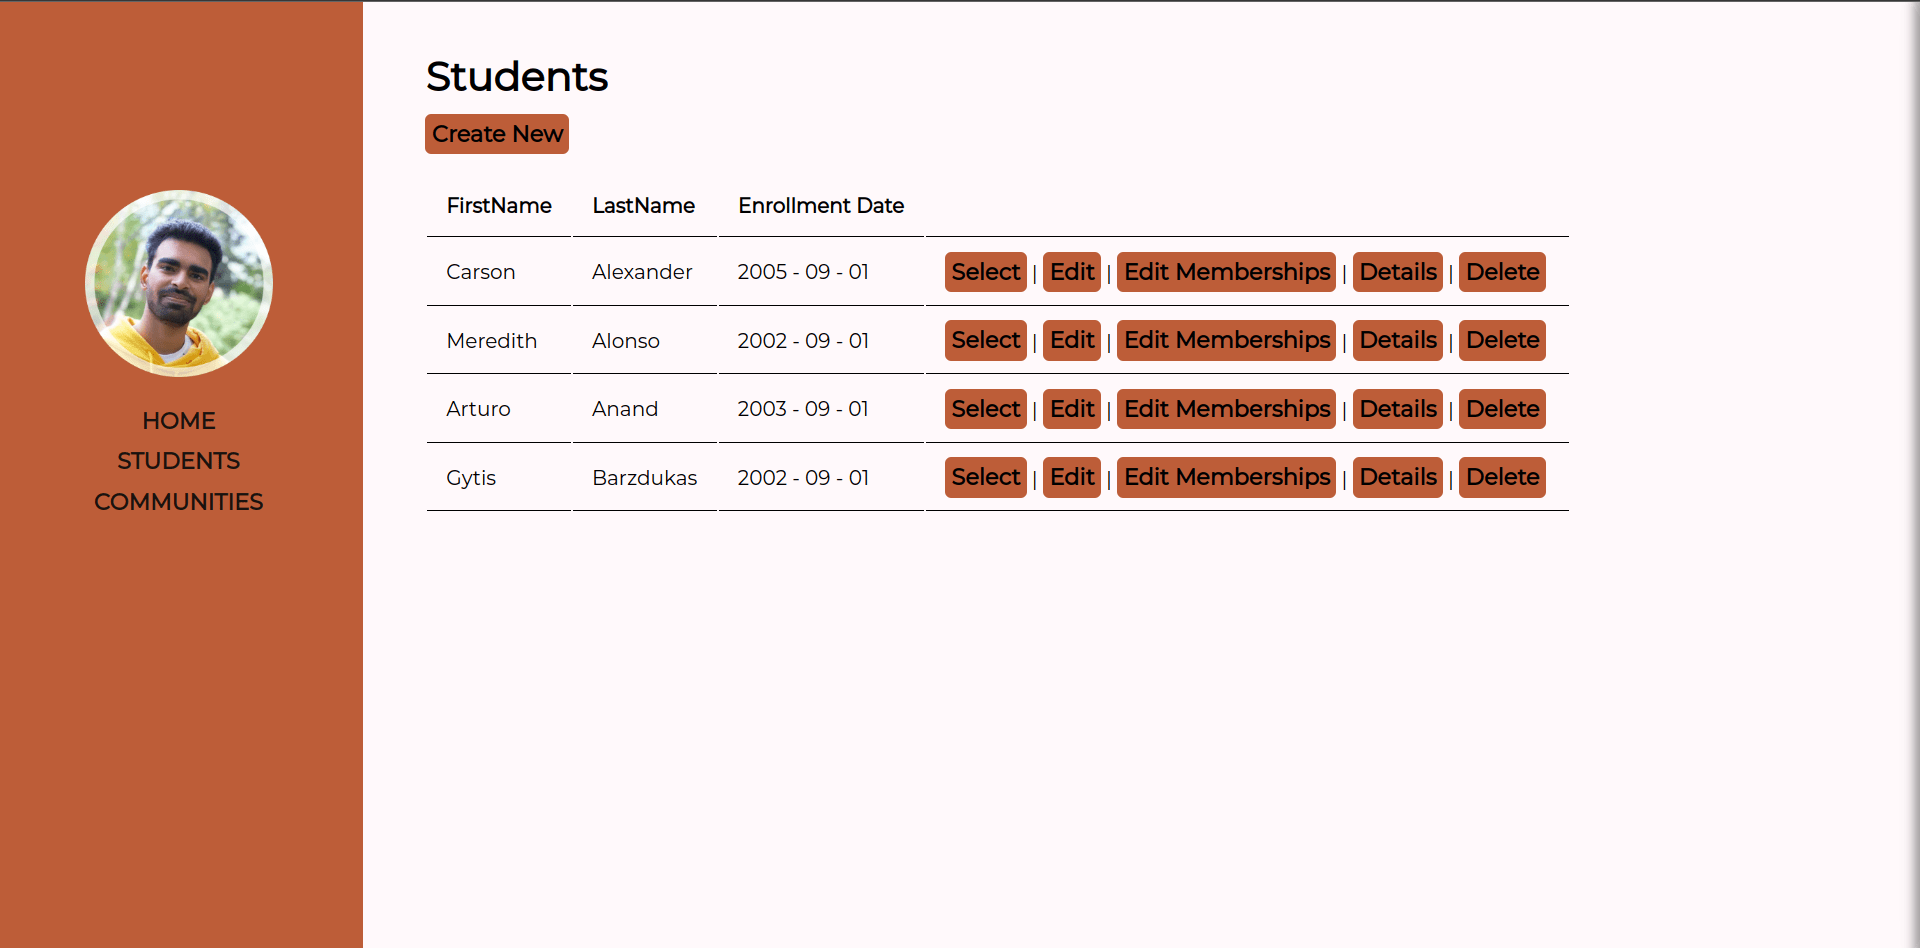 HOME
STUDENTS
COMMUNITIES
Students
Create New
FirstName LastName Enrollment Date
Carson Alexander 2005 - 09 - 01 Select | Edit | Edit Memberships | Details | Delete
Meredith Alonso 2002 - 09 - 01 Select | Edit | Edit Memberships | Details | Delete
Arturo Anand 2003 - 09 - 01 Select | Edit | Edit Memberships | Details | Delete
Gytis Barzdukas 2002 - 09 - 01 Select | Edit | Edit Memberships | Details | Delete